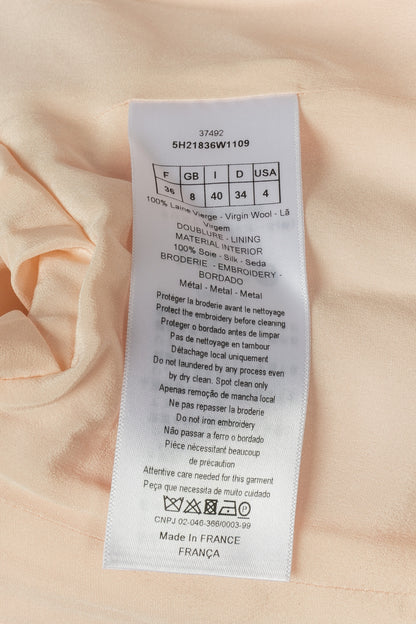 37492
5H21836W1109
F GB I D USA
36 8 40 34 4
100% Laine Vierge - Virgin Wool - Lã
Virgem
DOUBLURE - LINING
MATERIAL INTERIOR
100% Soie - Silk - Seda
BRODERIE - EMBROIDERY -
BORDADO
Métal - Metal - Metal
Protéger la broderie avant le nettoyage
Protect the embroidery before cleaning
Proteger o bordado antes de limpar
Pas de nettoyage en tambour
Détachage local uniquement
Do not laundered by any process even
by dry clean. Spot clean only
Apenas remoção de mancha local
Ne pas repasser la broderie
Do not iron embroidery
Não passar a ferro o bordado
Pièce nécessitant beaucoup
de précaution
Attentive care needed for this garment
Peça que necessita de muito cuidado
CNPJ 02-046-366/0003-99
Made In FRANCE
FRANÇA